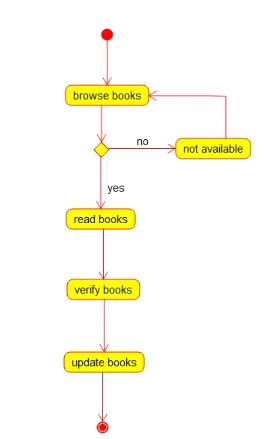 browse books
no
not available
yes
read books
verify books
update books